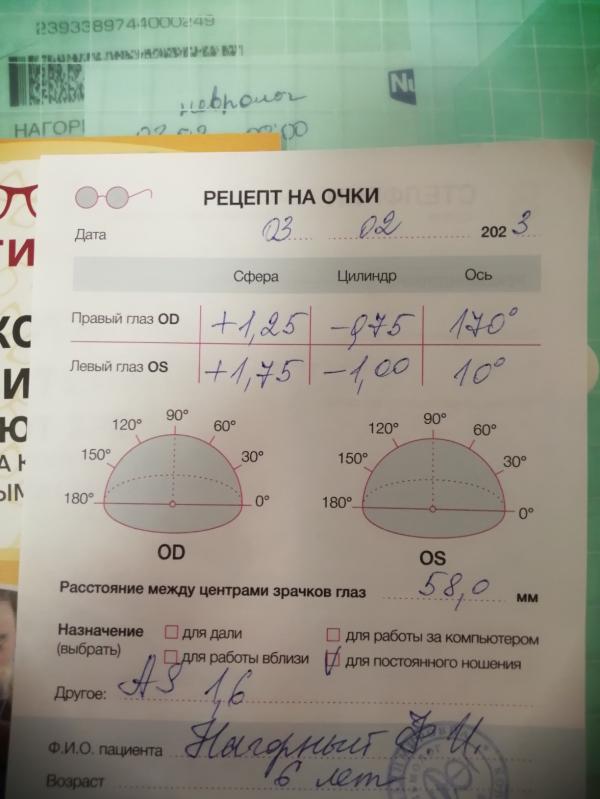 2393389744000249
невролог
НАГОРІ
РЕЦЕПТ НА ОЧКИ
Дата 03 02 2023
Сфера Цилиндр Ось
Правый глаз OD +1,25 -0,75 170°
Левый глаз OS +1,75 -1,00 10°
90° 90°
120° 60° 120° 60°
150° 30° 150° 30°
180° 0° 180° 0°
OD OS
Расстояние между центрами зрачков глаз 58,0 мм
Назначение
(выбрать)
для дали для работы за компьютером
для работы вблизи для постоянного ношения
Другое: AS 1,6
Ф.И.О. пациента Нагорный И.
Возраст 6 лет